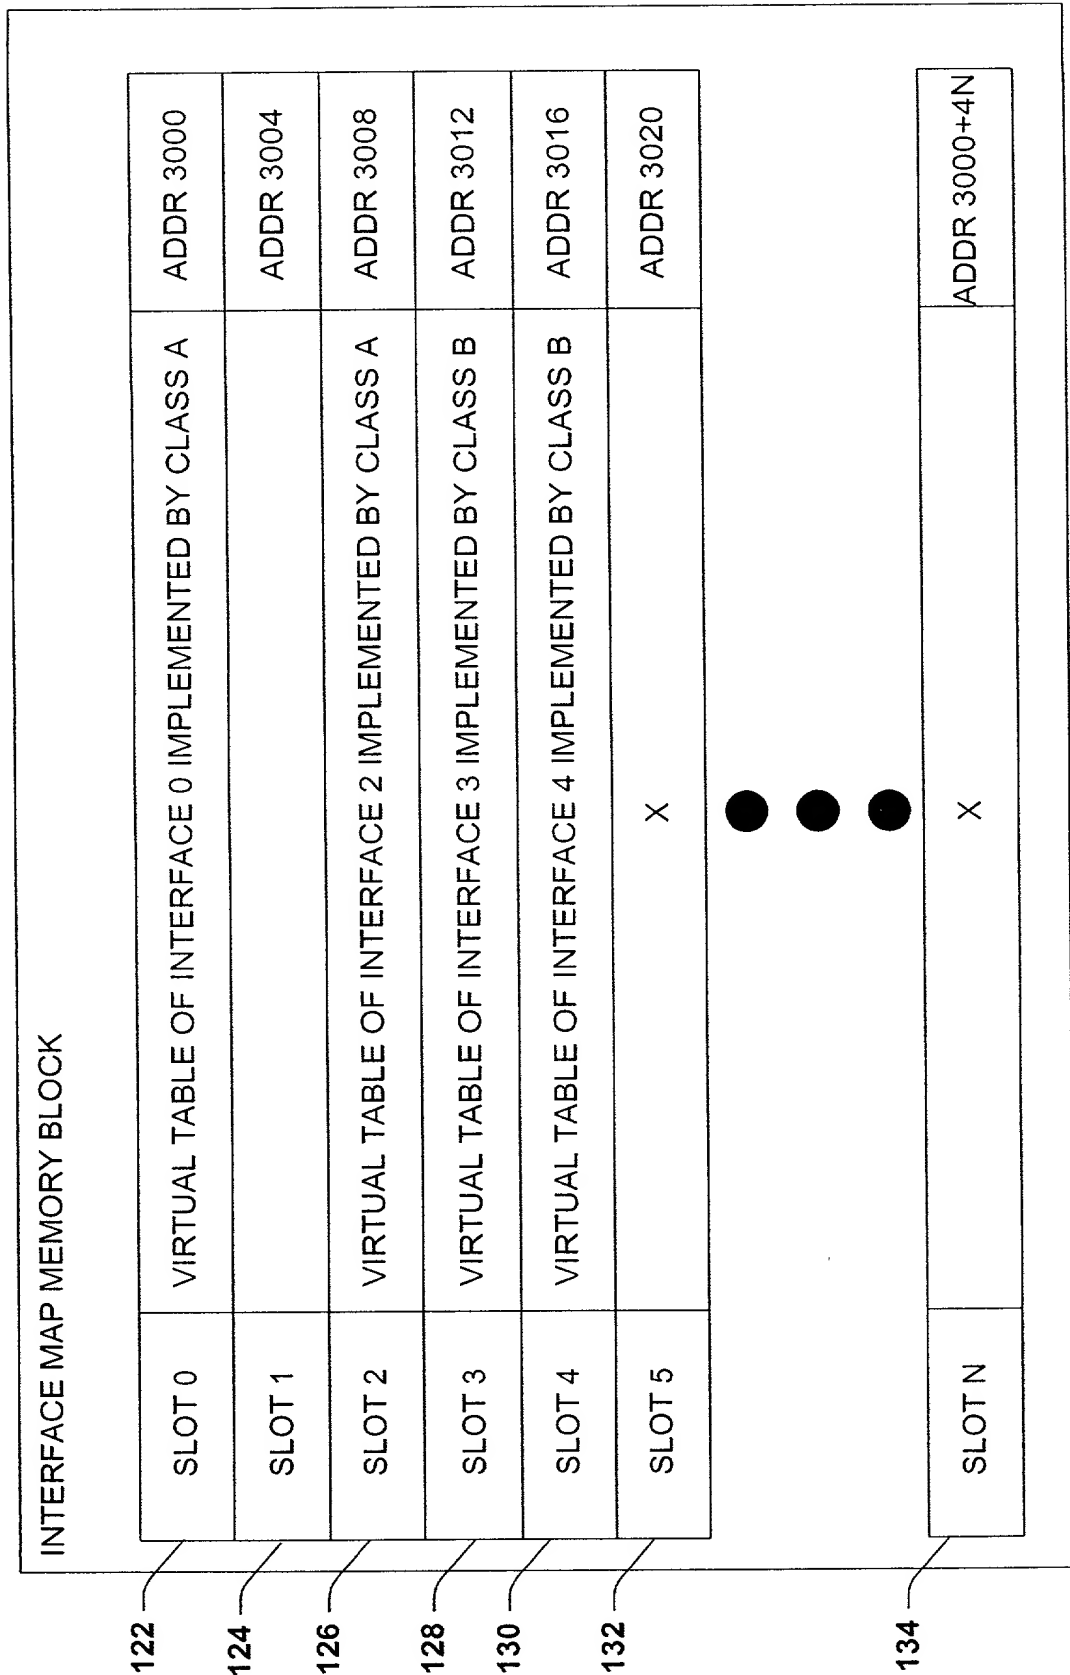 INTERFACE MAP MEMORY BLOCK
122 SLOT 0 VIRTUAL TABLE OF INTERFACE 0 IMPLEMENTED BY CLASS A ADDR 3000
124 SLOT 1 ADDR 3004
126 SLOT 2 VIRTUAL TABLE OF INTERFACE 2 IMPLEMENTED BY CLASS A ADDR 3008
128 SLOT 3 VIRTUAL TABLE OF INTERFACE 3 IMPLEMENTED BY CLASS B ADDR 3012
130 SLOT 4 VIRTUAL TABLE OF INTERFACE 4 IMPLEMENTED BY CLASS B ADDR 3016
132 SLOT 5 X ADDR 3020
134 SLOT N X ADDR 3000+4N